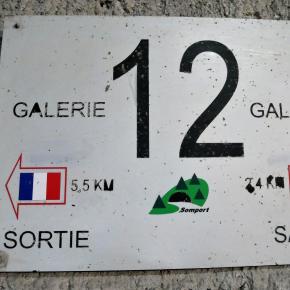 12
GALERIE GAL
5,5 KM
Somport
SORTIE SA